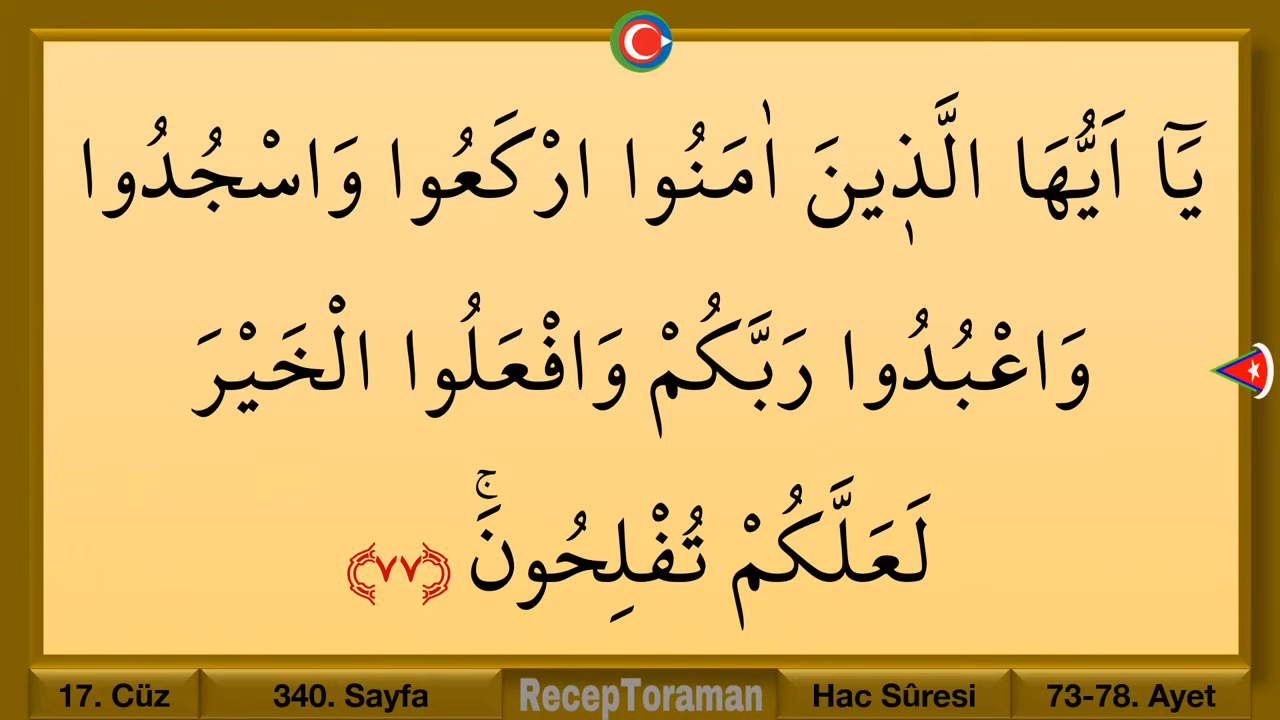 يَٓا اَيُّهَا الَّذ۪ينَ اٰمَنُوا ارْكَعُوا وَاسْجُدُوا
وَاعْبُدُوا رَبَّكُمْ وَافْعَلُوا الْخَيْرَ
لَعَلَّكُمْ تُفْلِحُونَۚ ﴿٧٧﴾
17. Cüz
340. Sayfa
RecepToraman
Hac Sûresi
73-78. Ayet